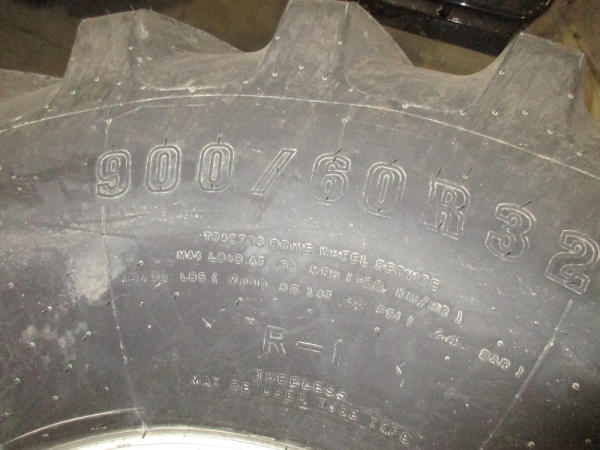 900/60R32
TRACTOR DRIVE WHEEL SERVICE
MAX LOAD AT MPH ( KM/HR )
LBS ( KG ) AT PSI ( BAR )
R-1
TUBELESS
MAY BE USED TUBE TYPE